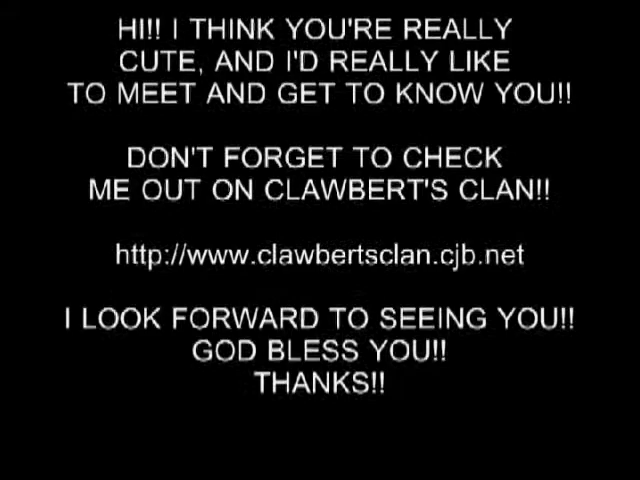 HI!! I THINK YOU'RE REALLY
CUTE, AND I'D REALLY LIKE
TO MEET AND GET TO KNOW YOU!!
DON'T FORGET TO CHECK
ME OUT ON CLAWBERT'S CLAN!!
http://www.clawbertsclan.cjb.net
I LOOK FORWARD TO SEEING YOU!!
GOD BLESS YOU!!
THANKS!!